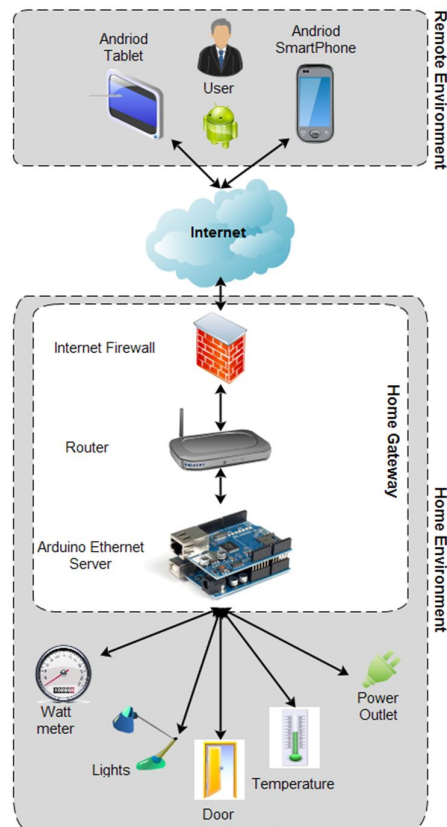 Andriod
Tablet
Andriod
SmartPhone
User
Remote Environment
Internet
Internet Firewall
Router
Arduino Ethernet
Server
Home Gateway
Home Environment
Watt
meter
Lights
Door
Temperature
Power
Outlet